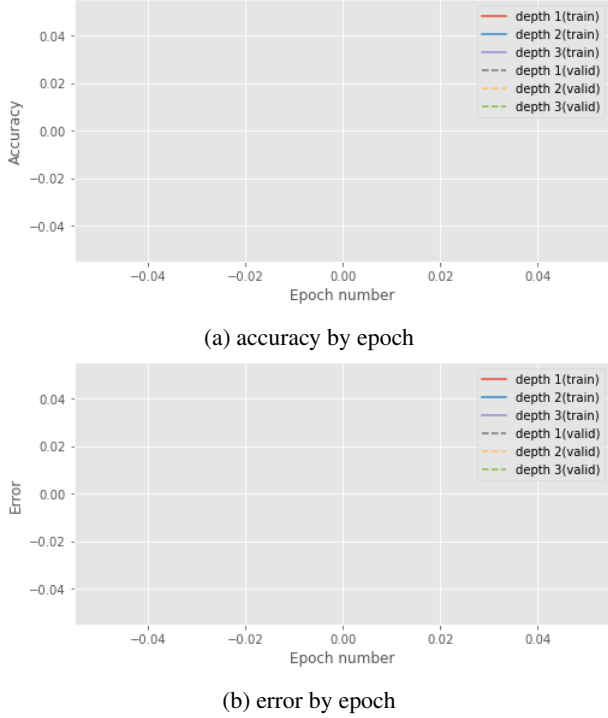 depth 1(train)
depth 2(train)
depth 3(train)
depth 1(valid)
depth 2(valid)
depth 3(valid)
0.04
0.02
0.00
−0.02
−0.04
Accuracy
−0.04 −0.02 0.00 0.02 0.04
Epoch number
(a) accuracy by epoch
depth 1(train)
depth 2(train)
depth 3(train)
depth 1(valid)
depth 2(valid)
depth 3(valid)
0.04
0.02
0.00
−0.02
−0.04
Error
−0.04 −0.02 0.00 0.02 0.04
Epoch number
(b) error by epoch